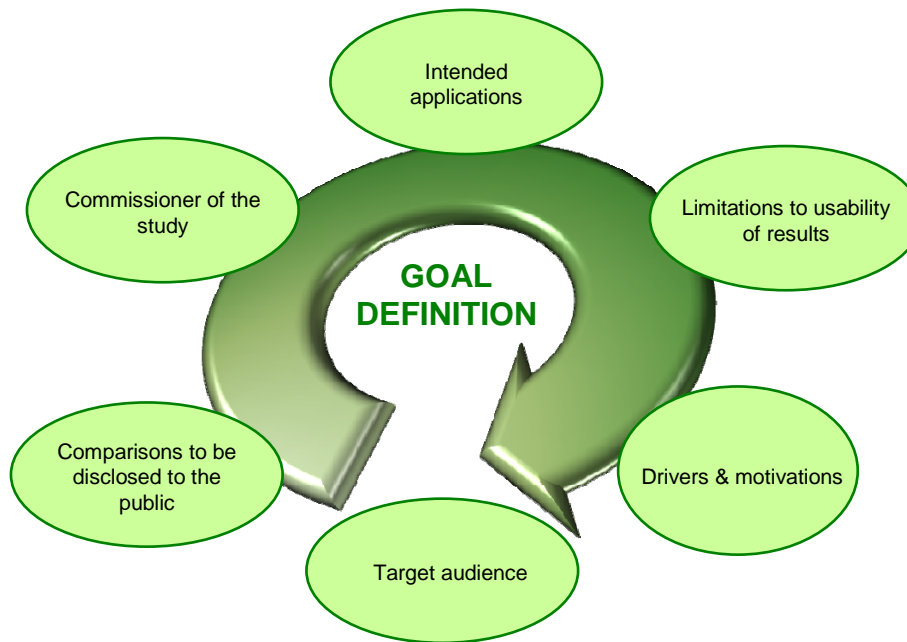 Intended
applications
Commissioner of the
study
Limitations to usability
of results
GOAL
DEFINITION
Comparisons to be
disclosed to the
public
Drivers & motivations
Target audience